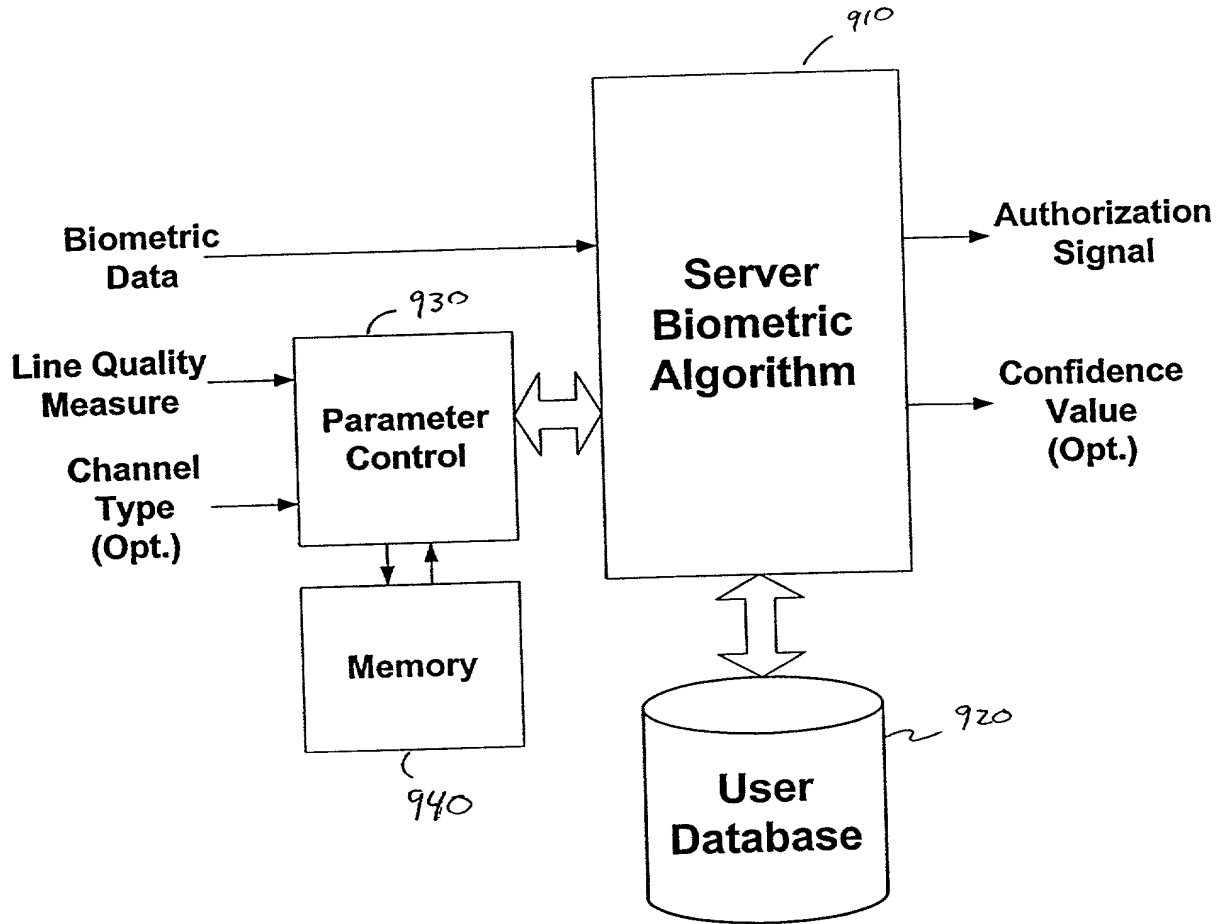 910
Biometric
Data
Authorization
Signal
Server
Biometric
Algorithm
930
Line Quality
Measure
Parameter
Control
Confidence
Value
(Opt.)
Channel
Type
(Opt.)
Memory
940
920
User
Database